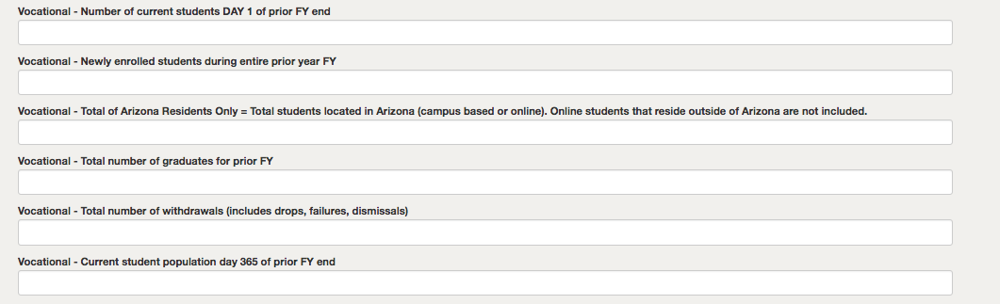 Vocational - Number of current students DAY 1 of prior FY end
Vocational - Newly enrolled students during entire prior year FY
Vocational - Total of Arizona Residents Only = Total students located in Arizona (campus based or online). Online students that reside outside of Arizona are not included.
Vocational - Total number of graduates for prior FY
Vocational - Total number of withdrawals (includes drops, failures, dismissals)
Vocational - Current student population day 365 of prior FY end